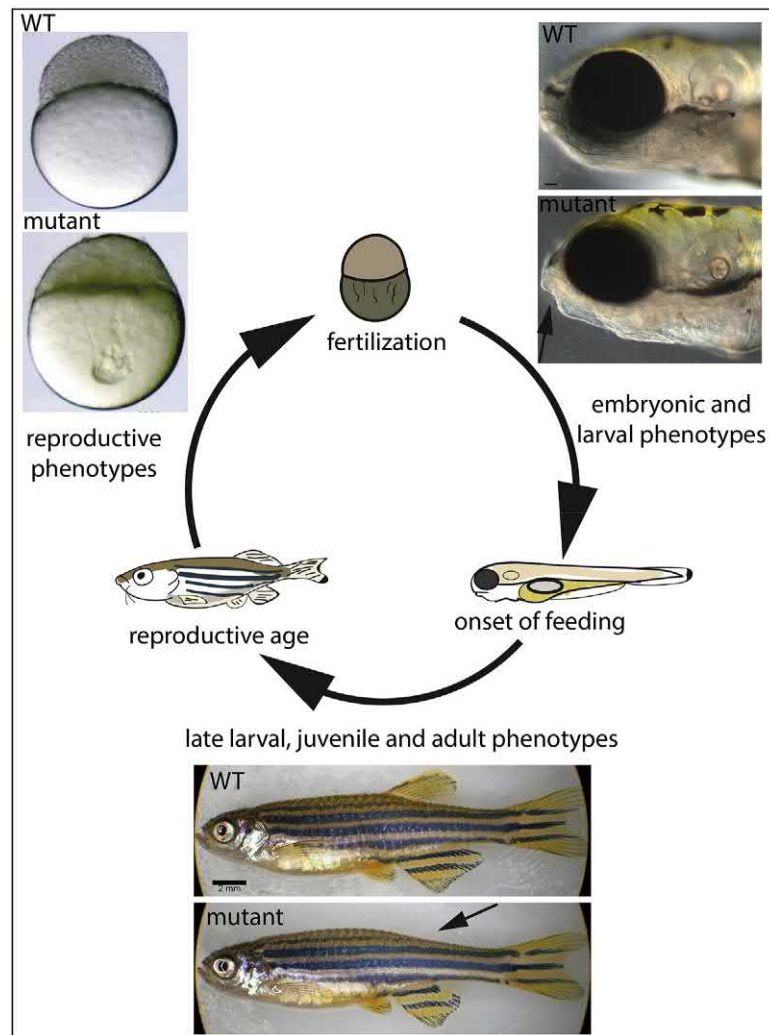 WT
mutant
reproductive
phenotypes
WT
mutant
embryonic and
larval phenotypes
fertilization
reproductive age
onset of feeding
late larval, juvenile and adult phenotypes
WT
2 mm
mutant